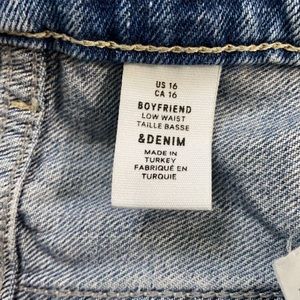 US 16
CA 16
BOYFRIEND
LOW WAIST
TAILLE BASSE
&DENIM
MADE IN
TURKEY
FABRIQUÉ EN
TURQUIE